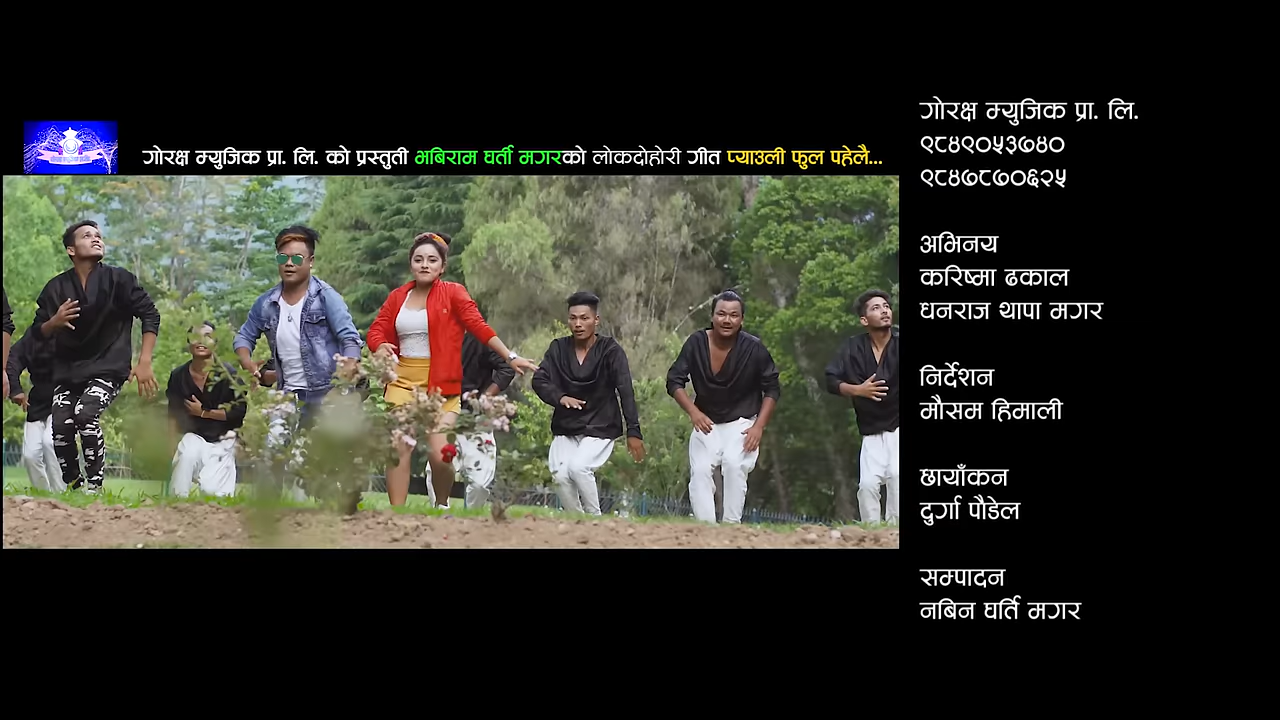 गोरक्ष म्युजिक प्रा. लि. को प्रस्तुती भबिराम घर्ती मगरको लोकदोहोरी गीत प्याउली फुल पहेलै...
गोरक्ष म्युजिक प्रा. लि.
९८४९०५३७४०
९८४७८७०६२५
अभिनय
करिष्मा ढकाल
धनराज थापा मगर
निर्देशन
मौसम हिमाली
छायाँकन
दुर्गा पौडेल
सम्पादन
नबिन घर्ति मगर